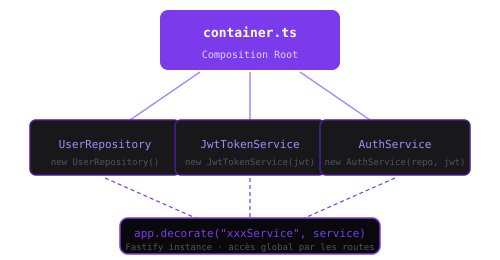 container.ts
Composition Root
UserRepository
new UserRepository()
JwtTokenService
new JwtTokenService(jwt)
AuthService
new AuthService(repo, jwt)
app.decorate("xxxService", service)
Fastify instance · accès global par les routes